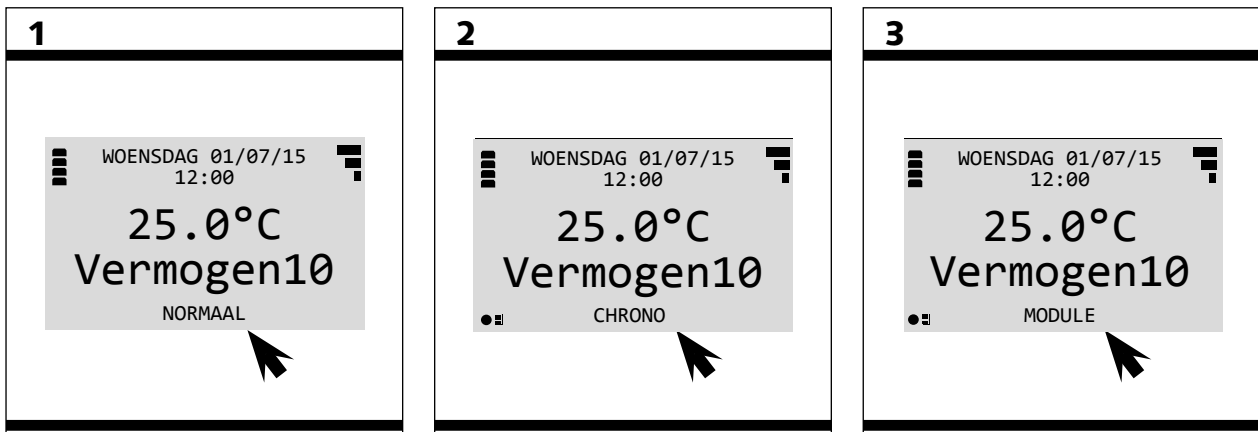 1
WOENSDAG 01/07/15
12:00
25.0°C
Vermogen10
NORMAAL
2
WOENSDAG 01/07/15
12:00
25.0°C
Vermogen10
CHRONO
3
WOENSDAG 01/07/15
12:00
25.0°C
Vermogen10
MODULE